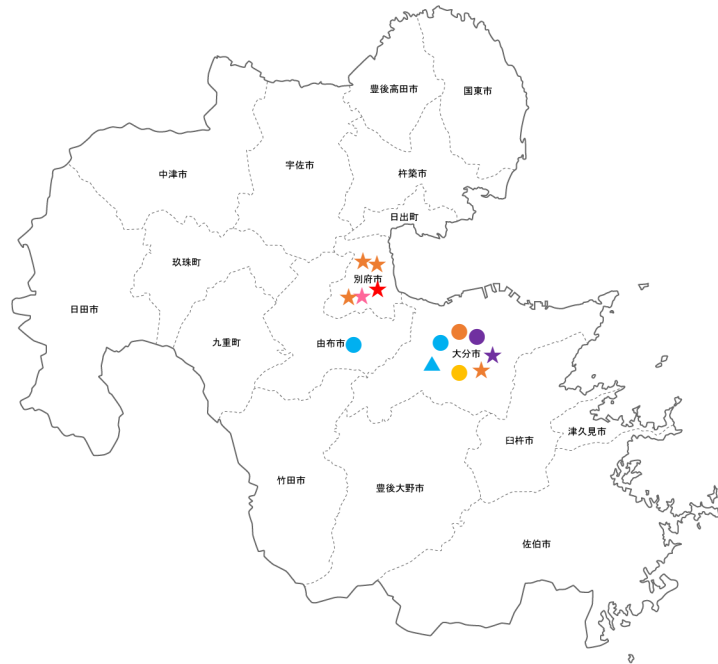 豊後高田市
国東市
宇佐市
中津市
杵築市
日出町
玖珠町
別府市
日田市
九重町
由布市
大分市
臼杵市
津久見市
竹田市
豊後大野市
佐伯市